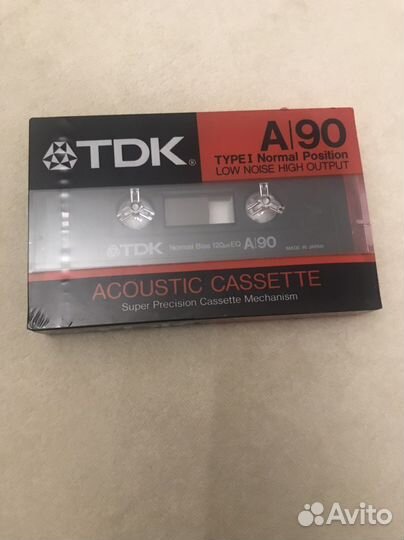 TDK®
A|90
TYPE I Normal Position
LOW NOISE HIGH OUTPUT
TDK Normal Bias 120μs EQ A|90 MADE IN JAPAN
ACOUSTIC CASSETTE
Super Precision Cassette Mechanism
Avito